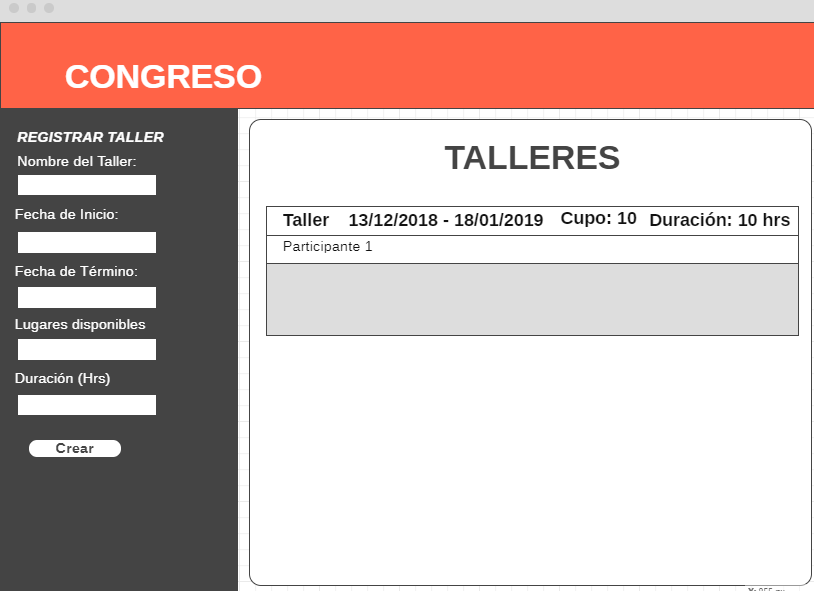 CONGRESO
REGISTRAR TALLER
Nombre del Taller:
Fecha de Inicio:
Fecha de Término:
Lugares disponibles
Duración (Hrs)
Crear
TALLERES
Taller 13/12/2018 - 18/01/2019 Cupo: 10 Duración: 10 hrs
Participante 1